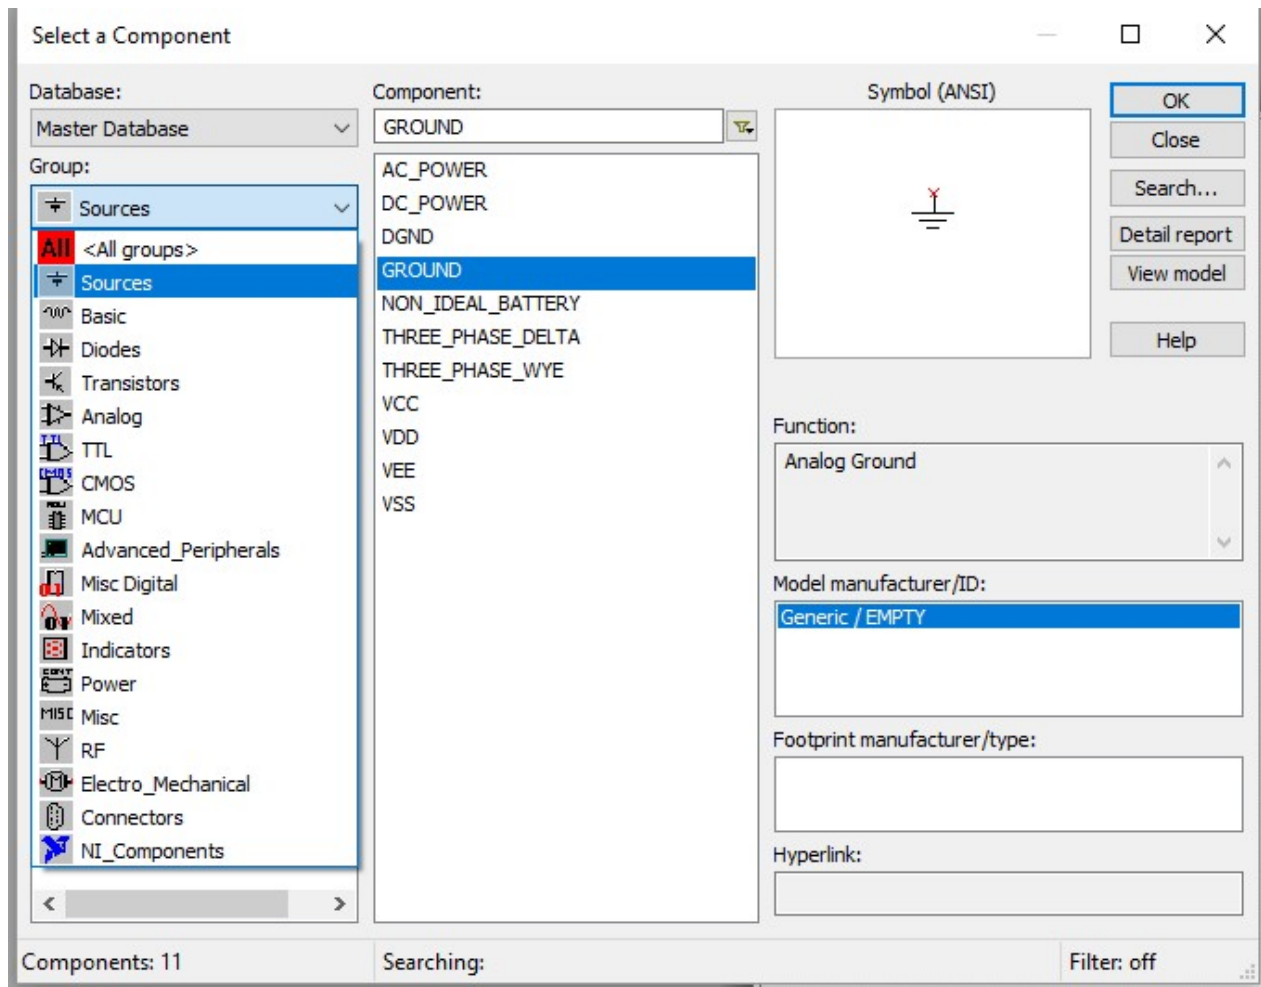 Select a Component
Database:
Master Database
Group:
Sources
All <All groups>
Sources
Basic
Diodes
Transistors
Analog
TTL
CMOS
MCU
Advanced_Peripherals
Misc Digital
Mixed
Indicators
Power
MISC Misc
RF
Electro_Mechanical
Connectors
NI_Components
Component:
GROUND
AC_POWER
DC_POWER
DGND
GROUND
NON_IDEAL_BATTERY
THREE_PHASE_DELTA
THREE_PHASE_WYE
VCC
VDD
VEE
VSS
Symbol (ANSI)
OK
Close
Search...
Detail report
View model
Help
Function:
Analog Ground
Model manufacturer/ID:
Generic / EMPTY
Footprint manufacturer/type:
Hyperlink:
Components: 11
Searching:
Filter: off